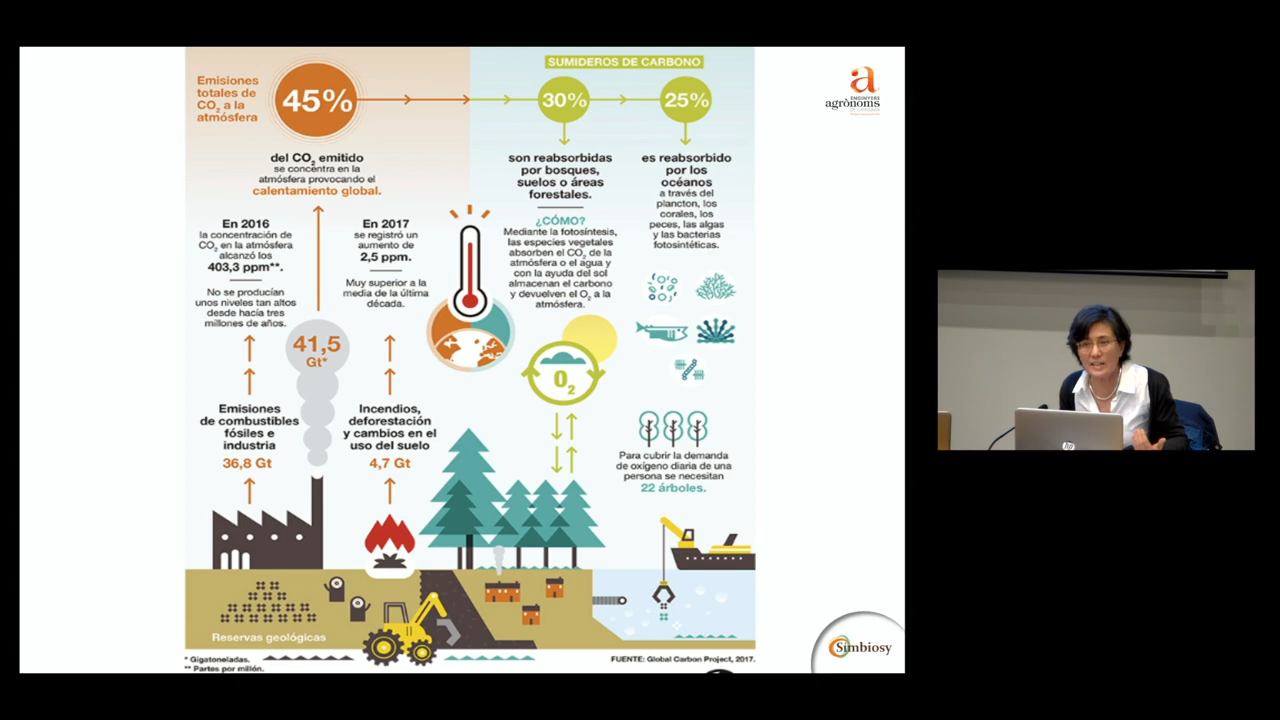 SUMIDEROS DE CARBONO
Emisiones
totales de
CO2 a la
atmósfera
45%
30%
25%
del CO2 emitido
se concentra en la
atmósfera provocando el
calentamiento global.
son reabsorbidas
por bosques,
suelos o áreas
forestales.
es reabsorbido
por los
océanos
a través del
plancton, los
corales, los
peces, las algas
y las bacterias
fotosintéticas.
En 2016
la concentración de
CO2 en la atmósfera
alcanzó los
403,3 ppm**.
No se producían
unos niveles tan altos
desde hacía tres
millones de años.
En 2017
se registró un
aumento de
2,5 ppm.
Muy superior a la
media de la última
década.
¿CÓMO?
Mediante la fotosíntesis,
las especies vegetales
absorben el CO2 de la
atmósfera o el agua y
con la ayuda del sol
almacenan el carbono
y devuelven el O2 a la
atmósfera.
41,5
Gt*
O2
Emisiones
de combustibles
fósiles e
industria
36,8 Gt
Incendios,
deforestación
y cambios en el
uso del suelo
4,7 Gt
Para cubrir la demanda
de oxígeno diaria de una
persona se necesitan
22 árboles.
Reservas geológicas
* Gigatoneladas.
** Partes por millón.
FUENTE: Global Carbon Project, 2017.
a
ENGINYERS
agrònoms
DE CATALUNYA
Simbiosy
hp